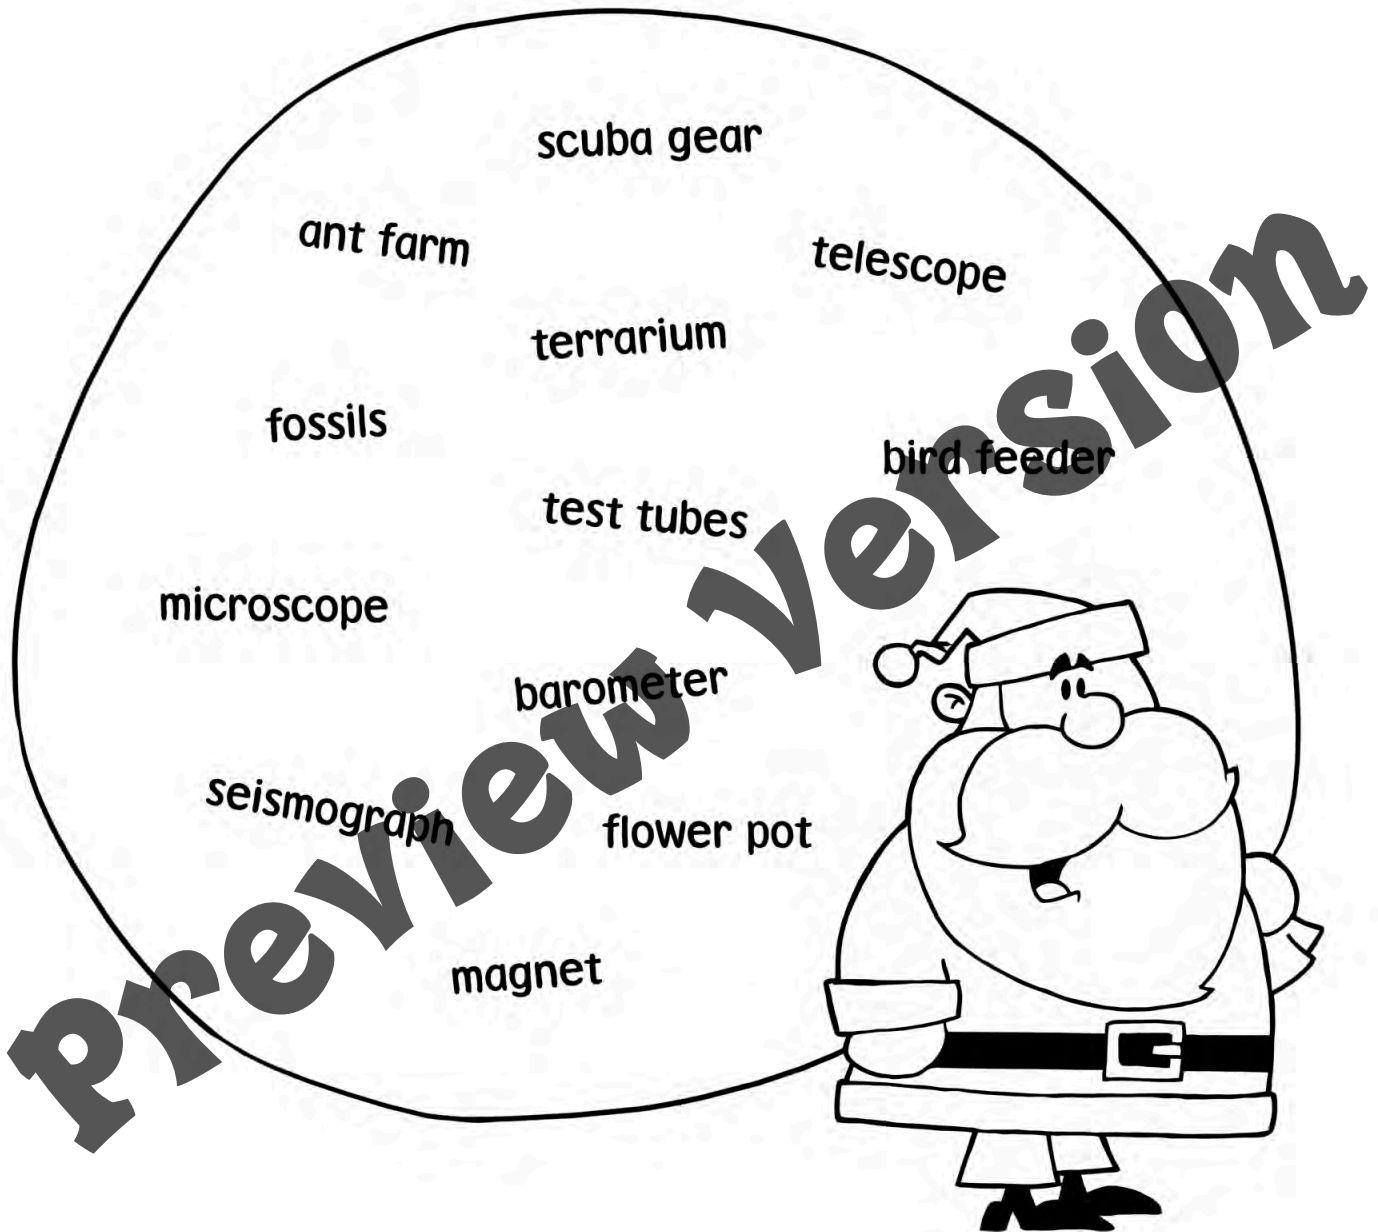 scuba gear
ant farm
telescope
terrarium
fossils
bird feeder
test tubes
microscope
barometer
seismograph
flower pot
magnet
Preview Version